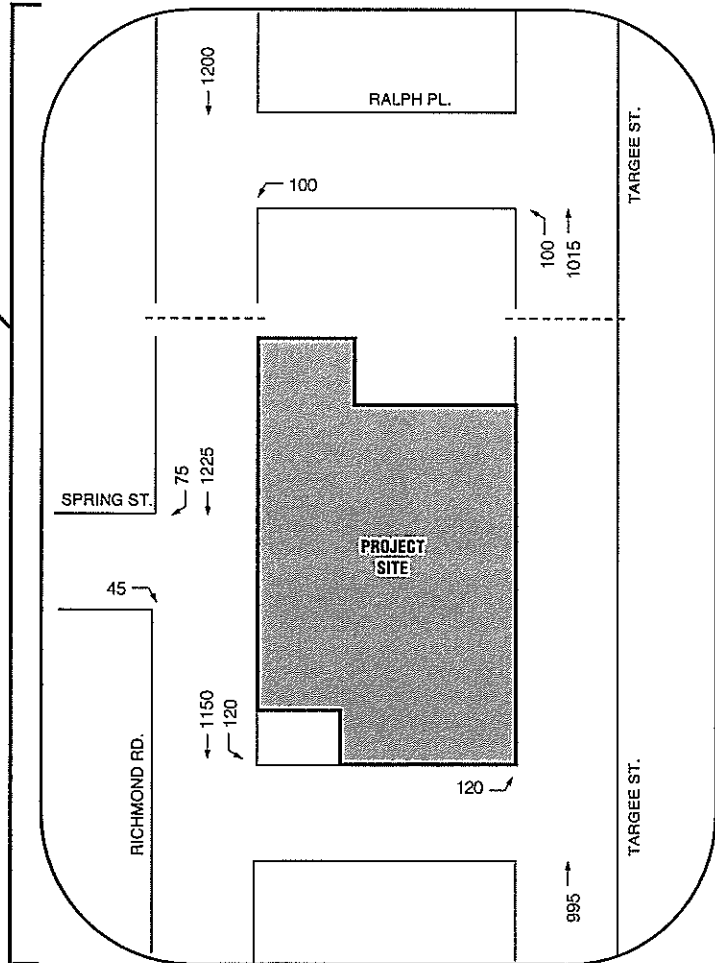 1200
RALPH PL.
TARGEE ST.
100
100
1015
SPRING ST.
75
1225
PROJECT
SITE
45
1150
120
RICHMOND RD.
120
TARGEE ST.
995